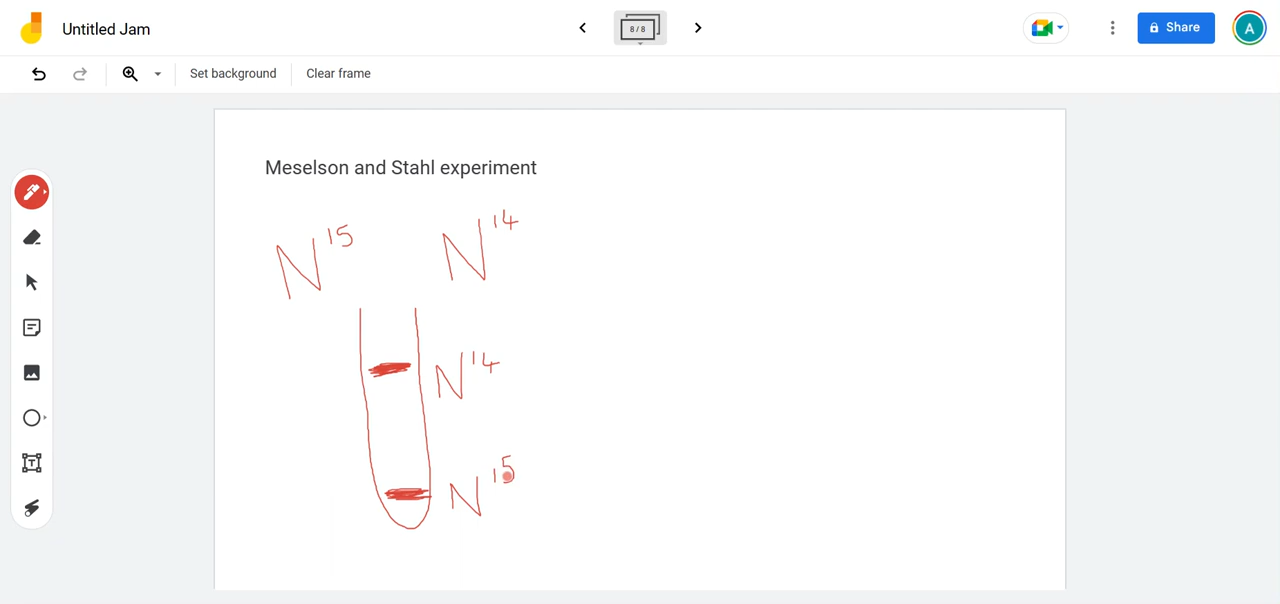 Untitled Jam
8 / 8
Share
A
Set background
Clear frame
Meselson and Stahl experiment
N¹⁵ N¹⁴
N¹⁴
N¹⁵
T